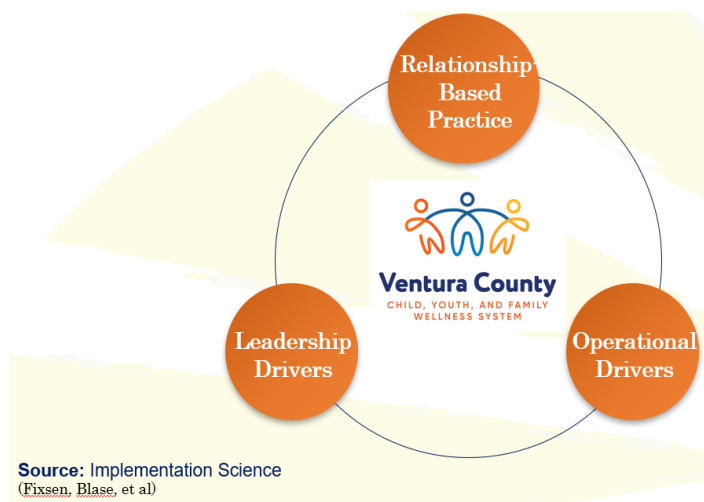 Relationship-
Based
Practice
Ventura County
CHILD, YOUTH, AND FAMILY
WELLNESS SYSTEM
Leadership
Drivers
Operational
Drivers
Source: Implementation Science
(Fixsen, Blase, et al)